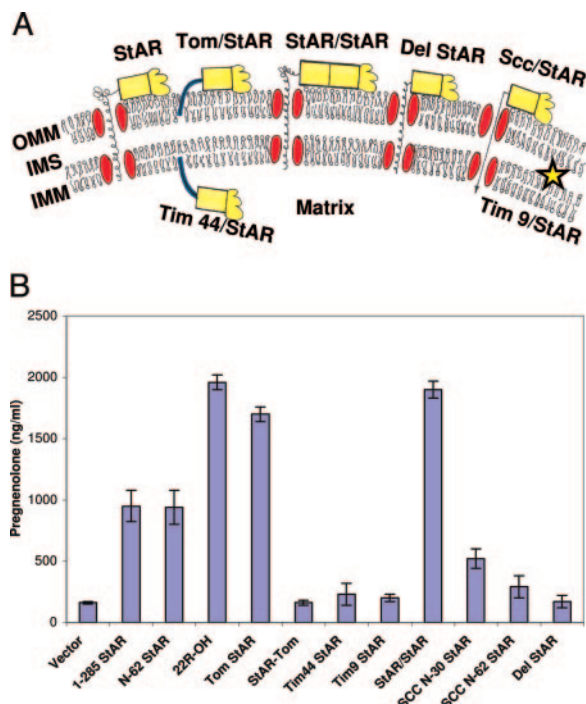 A
StAR
Tom/StAR
StAR/StAR
Del StAR
Scc/StAR
OMM
IMS
IMM
Tim 44/StAR
Matrix
Tim 9/StAR
B
2500
2000
1500
1000
500
0
Pregnenolone (ng/ml)
Vector
1-285 StAR
N-62 StAR
22R-OH
Tom StAR
StAR-Tom
Tim44 StAR
Tim9 StAR
StAR/StAR
SCC N-30 StAR
SCC N-62 StAR
Del StAR